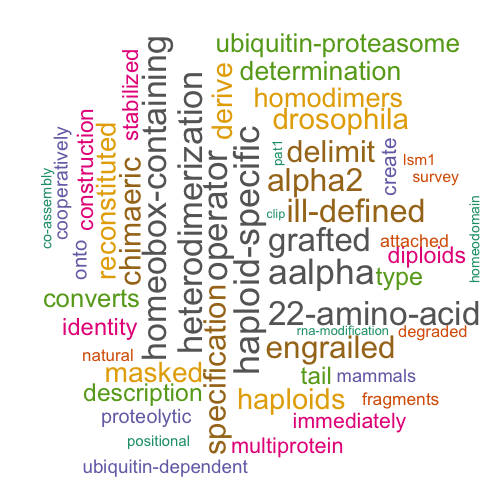 ubiquitin-proteasome
determination
homodimers
drosophila
derive
stabilized
homeobox-containing
heterodimerization
operator
specification
haploid-specific
construction
reconstituted
chimaeric
cooperatively
co-assembly
onto
pat1
delimit
create
lsm1
survey
alpha2
clip
ill-defined
homeodomain
grafted
attached
diploids
aalpha
type
converts
22-amino-acid
identity
rna-modification
degraded
natural
engrailed
masked
tail
mammals
description
haploids
fragments
proteolytic
immediately
positional
multiprotein
ubiquitin-dependent